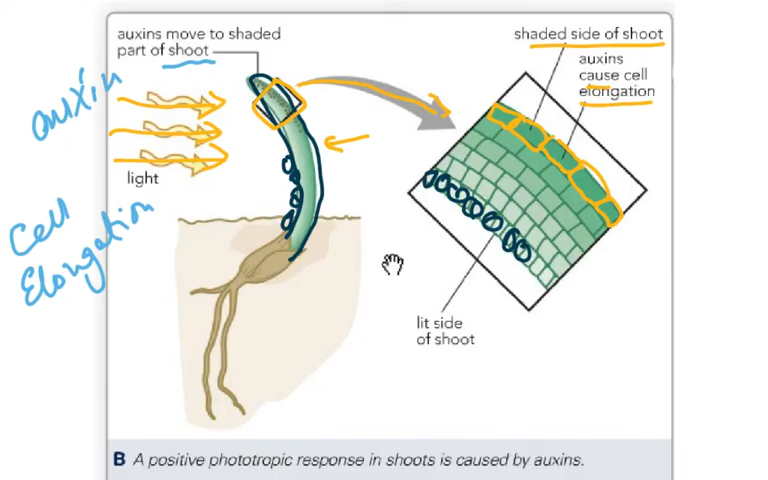 auxins move to shaded
part of shoot
shaded side of shoot
auxins
cause cell
elongation
auxin
light
Cell
Elongation
lit side
of shoot
B A positive phototropic response in shoots is caused by auxins.